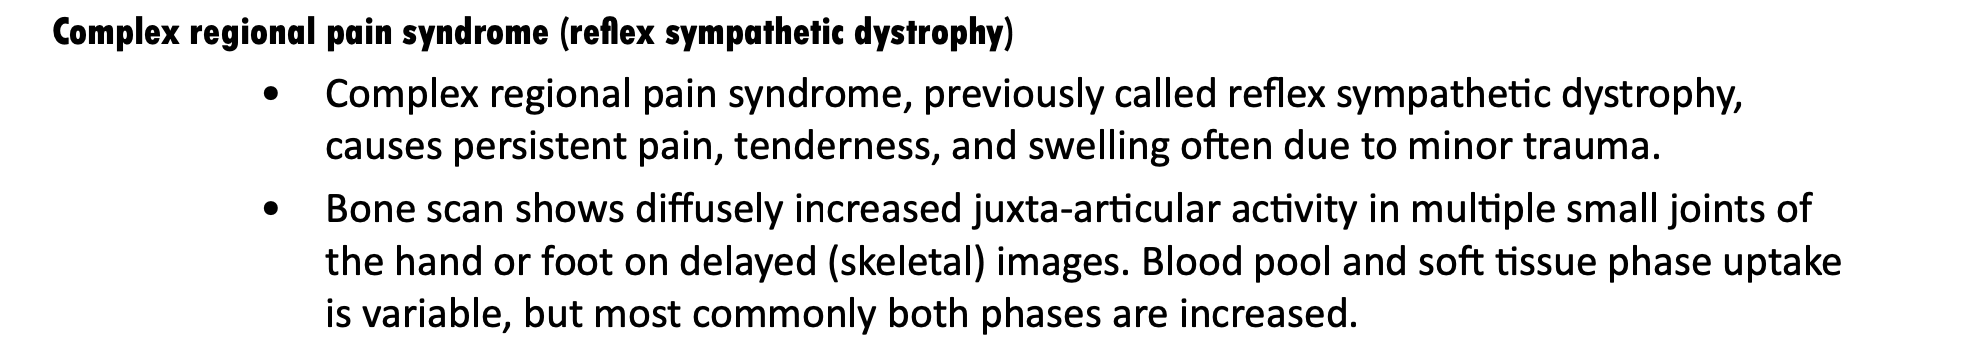 Complex regional pain syndrome (reflex sympathetic dystrophy)
• Complex regional pain syndrome, previously called reflex sympathetic dystrophy,
causes persistent pain, tenderness, and swelling often due to minor trauma.
• Bone scan shows diffusely increased juxta-articular activity in multiple small joints of
the hand or foot on delayed (skeletal) images. Blood pool and soft tissue phase uptake
is variable, but most commonly both phases are increased.